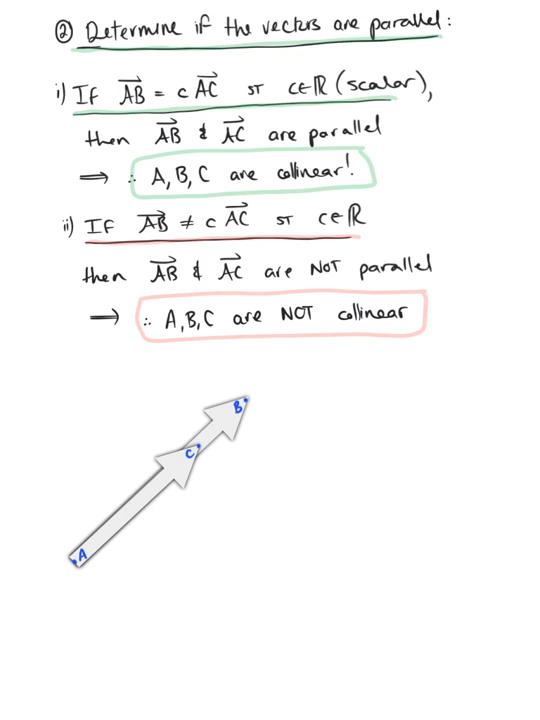 ② Determine if the vectors are parallel:
i) If AB→ = c AC→ st c∈ℝ (scalar),
then AB→ & AC→ are parallel
⟹ ∴ A, B, C are collinear!
ii) If AB→ ≠ c AC→ st c∈ℝ
then AB→ & AC→ are NOT parallel
⟹ ∴ A,B,C are NOT collinear
B
C
A